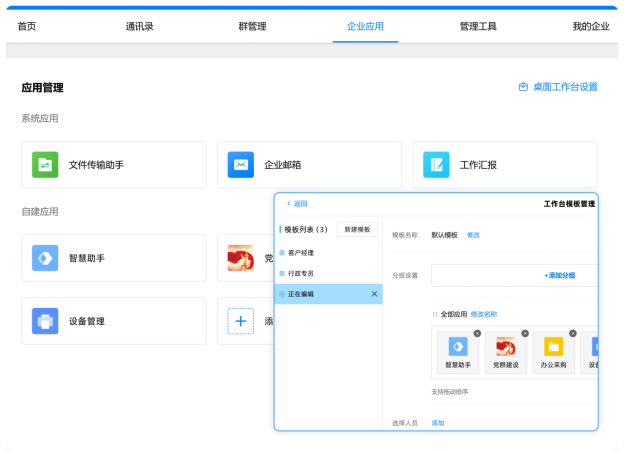 首页 通讯录 群管理 企业应用 管理工具 我的企业
应用管理 桌面工作台设置
系统应用
文件传输助手 企业邮箱 工作汇报
自建应用
智慧助手 党
设备管理 添
返回 工作台模板管理
模板列表 (3) 新建模板
客户经理
行政专员
正在编辑
模板名称 默认模板 修改
分组设置 +添加分组
全部应用 修改名称
智慧助手 党群建设 办公采购 设备
支持拖动排序
选择人员 添加